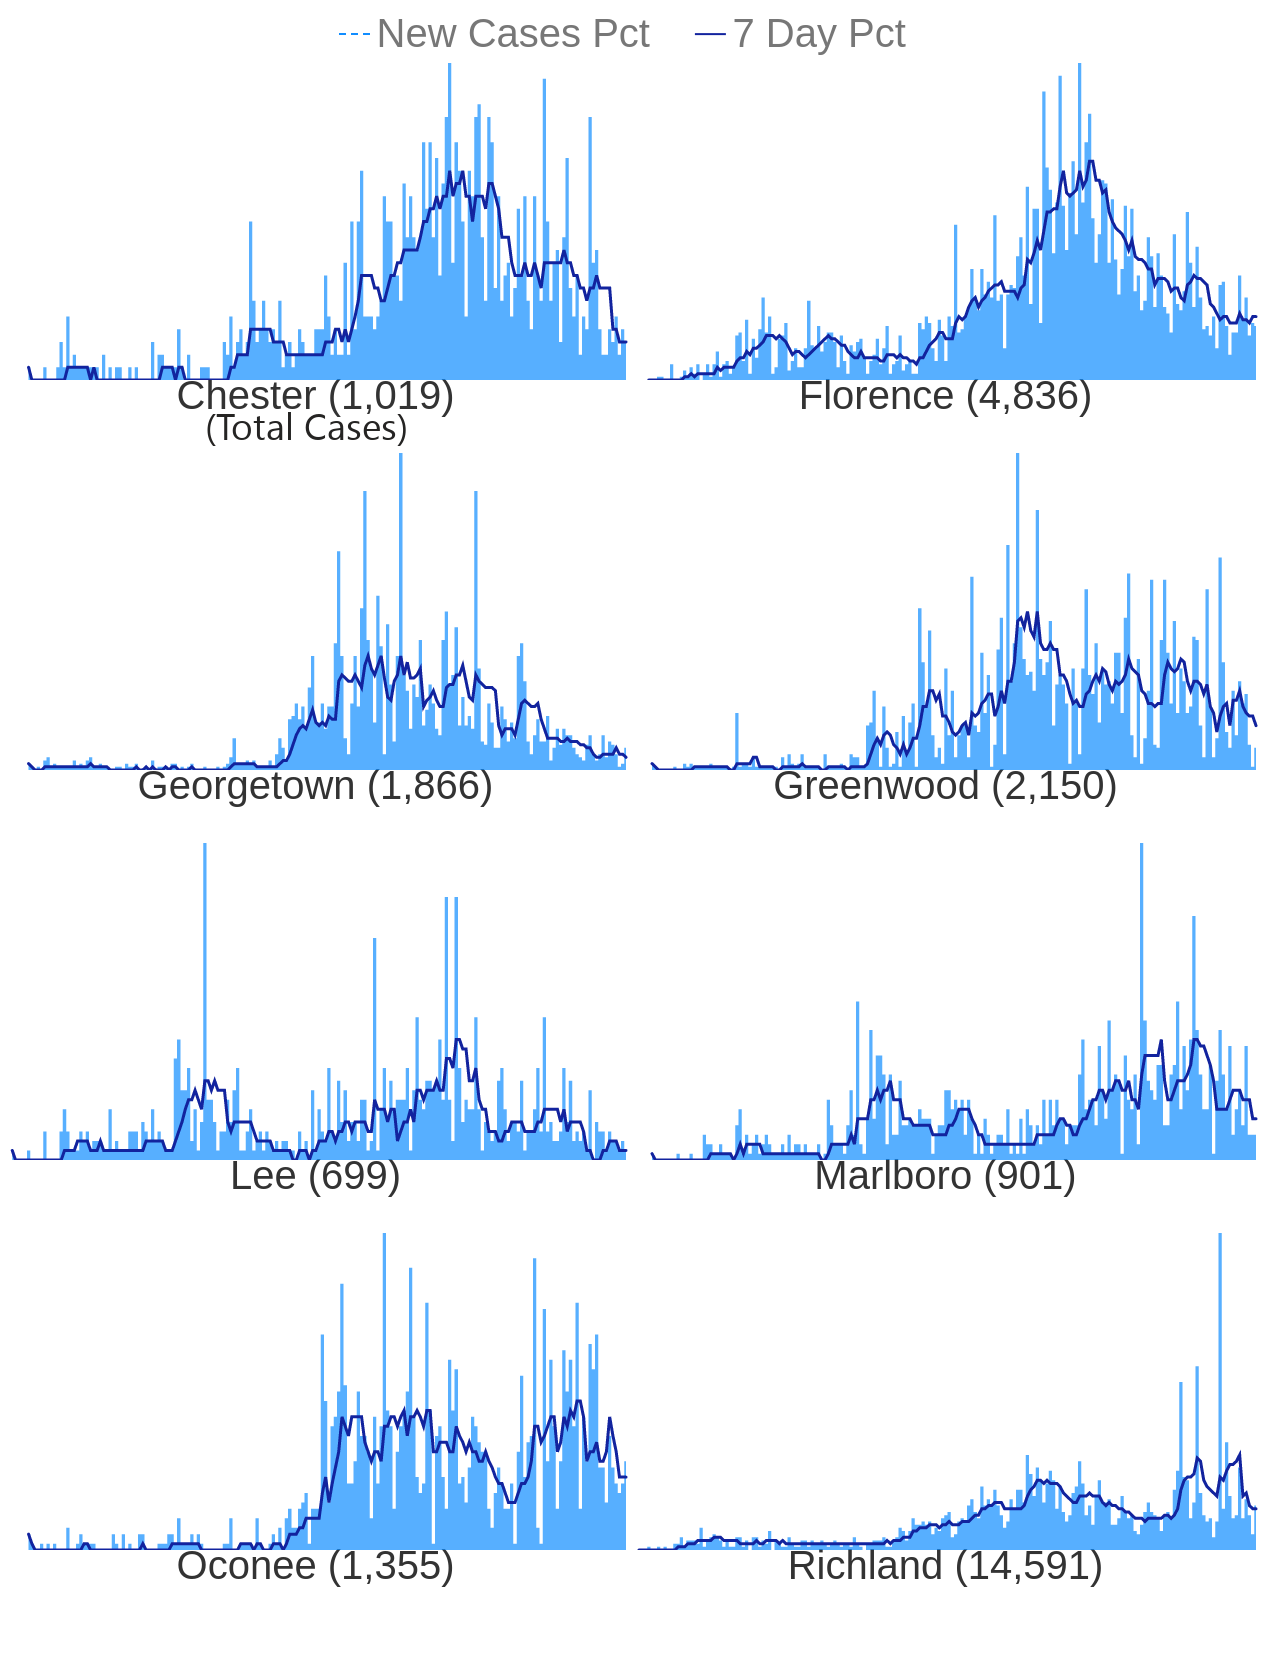 New Cases Pct 7 Day Pct
Chester (1,019) Florence (4,836)
(Total Cases)
Georgetown (1,866) Greenwood (2,150)
Lee (699) Marlboro (901)
Oconee (1,355) Richland (14,591)